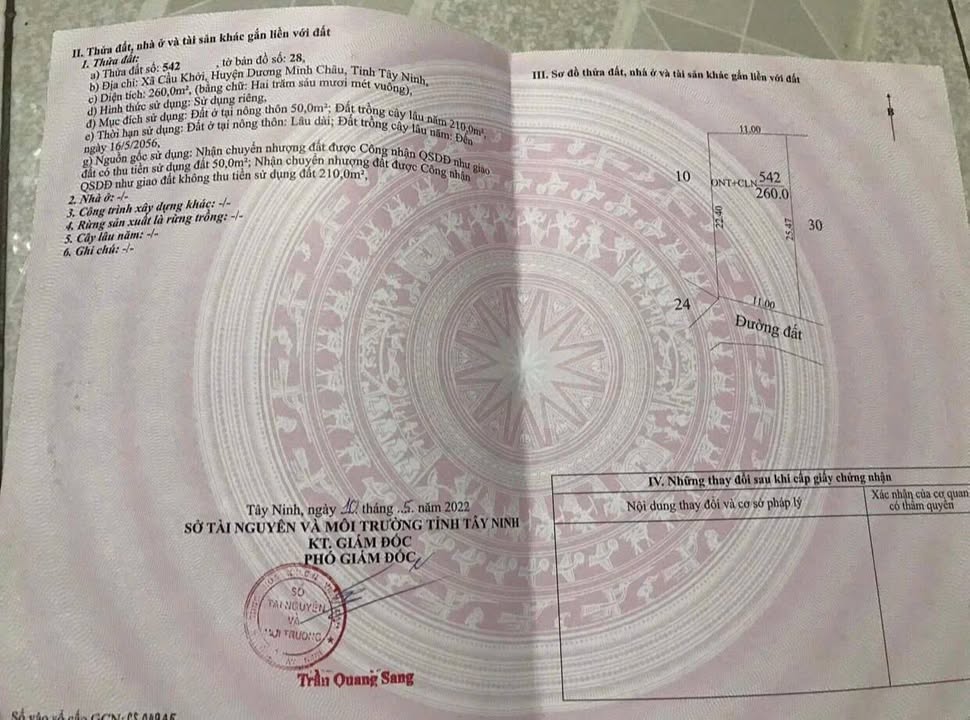 II. Thửa đất, nhà ở và tài sản khác gắn liền với đất
1. Thửa đất:
a) Thửa đất số: 542 , tờ bản đồ số: 28,
b) Địa chỉ: Xã Cầu Khởi, Huyện Dương Minh Châu, Tỉnh Tây Ninh,
c) Diện tích: 260,0m², (bằng chữ: Hai trăm sáu mươi mét vuông),
d) Hình thức sử dụng: Sử dụng riêng,
đ) Mục đích sử dụng: Đất ở tại nông thôn 50,0m²; Đất trồng cây lâu năm 210,0m²,
e) Thời hạn sử dụng: Đất ở tại nông thôn: Lâu dài; Đất trồng cây lâu năm: Đến
ngày 16/5/2056,
g) Nguồn gốc sử dụng: Nhận chuyển nhượng đất được Công nhận QSDĐ như giao
đất có thu tiền sử dụng đất 50,0m²; Nhận chuyển nhượng đất được Công nhận
QSDĐ như giao đất không thu tiền sử dụng đất 210,0m²,
2. Nhà ở: -/-
3. Công trình xây dựng khác: -/-
4. Rừng sản xuất là rừng trồng: -/-
5. Cây lâu năm: -/-
6. Ghi chú: -/-
Tây Ninh, ngày 10 tháng .5. năm 2022
SỞ TÀI NGUYÊN VÀ MÔI TRƯỜNG TỈNH TÂY NINH
KT. GIÁM ĐỐC
PHÓ GIÁM ĐỐC
SỞ
TÀI NGUYÊN
VÀ
MÔI TRƯỜNG
Trần Quang Sang
Số vào sổ cấp GCN:
III. Sơ đồ thửa đất, nhà ở và tài sản khác gắn liền với đất
B
11.00
10
ONT+CLN
542
260.0
22.40
25.47
30
24
11.00
Đường đất
IV. Những thay đổi sau khi cấp giấy chứng nhận
Nội dung thay đổi và cơ sở pháp lý
Xác nhận của cơ quan
có thẩm quyền